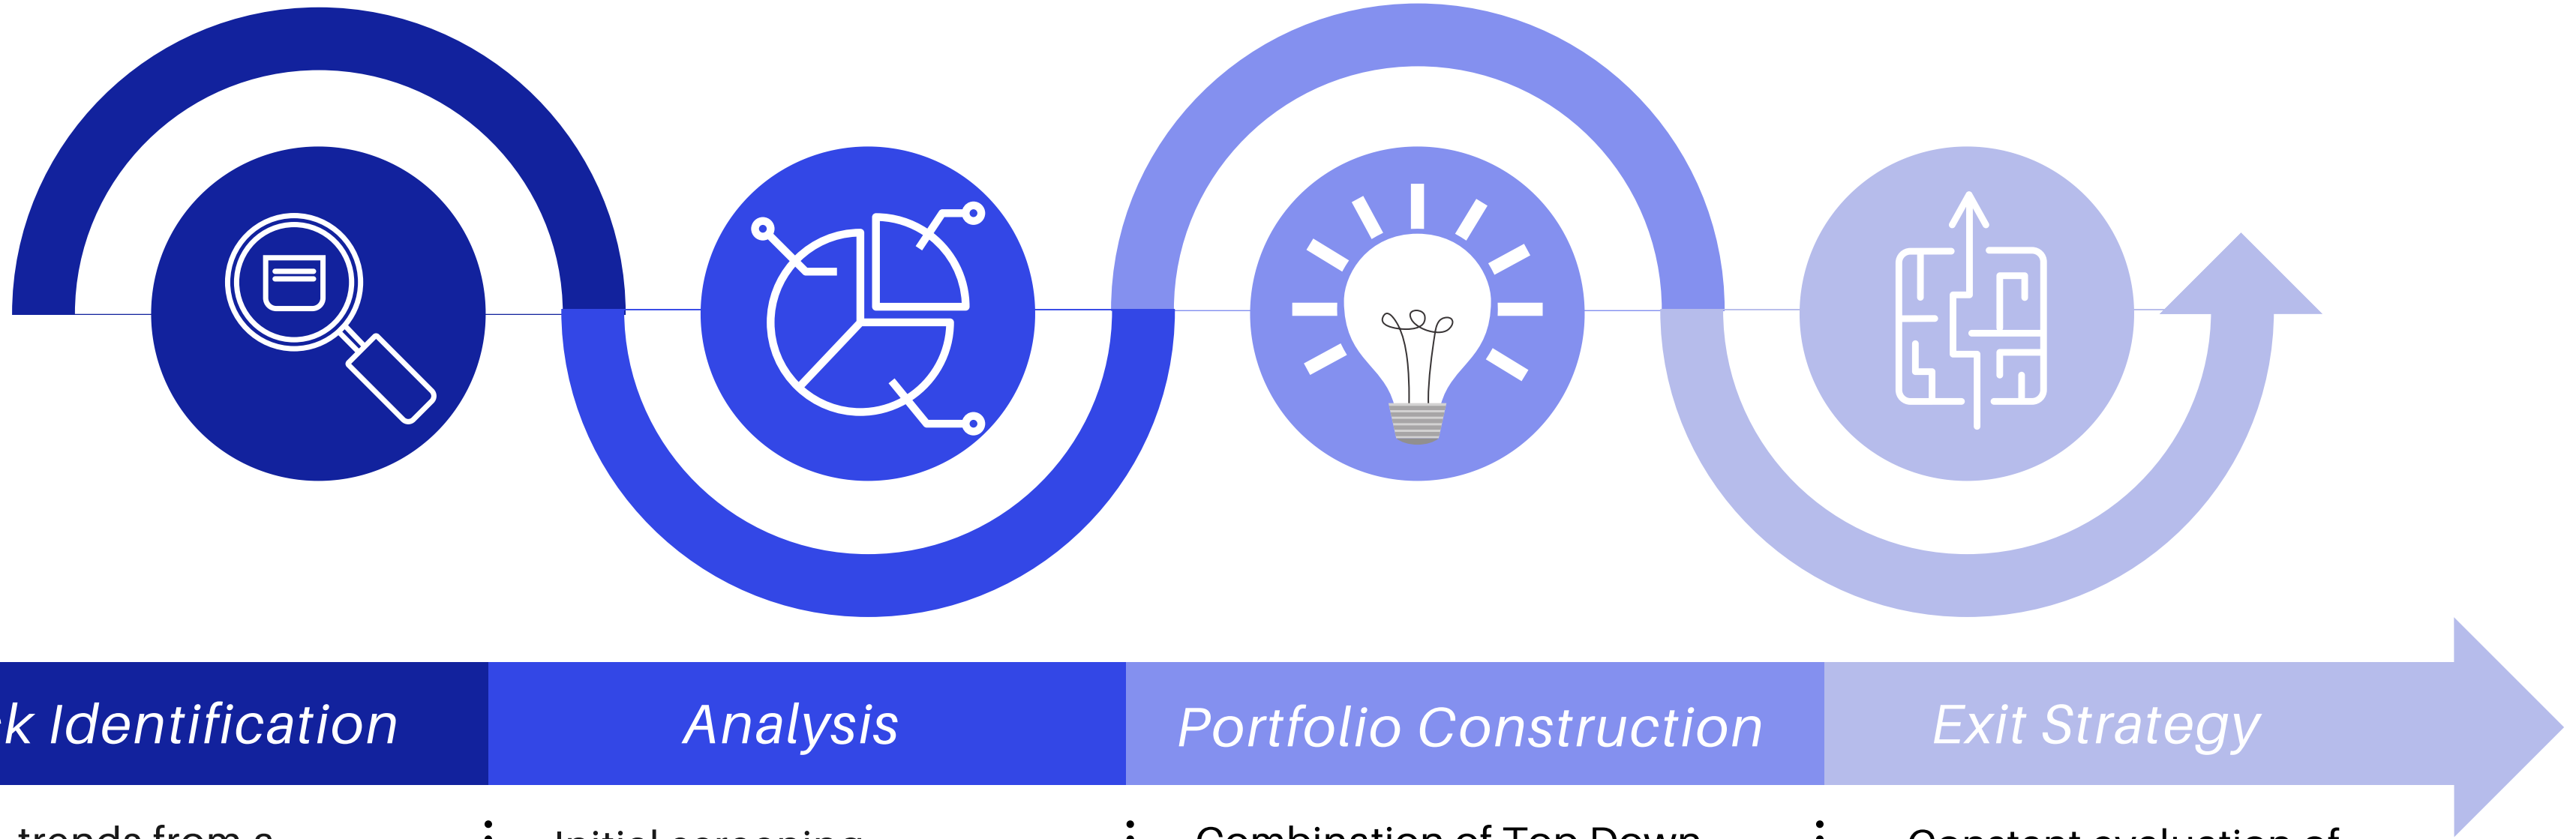 k Identification
Analysis
Portfolio Construction
Exit Strategy
trends from a
Initial screening
Combination of Top Down
Constant evaluation of